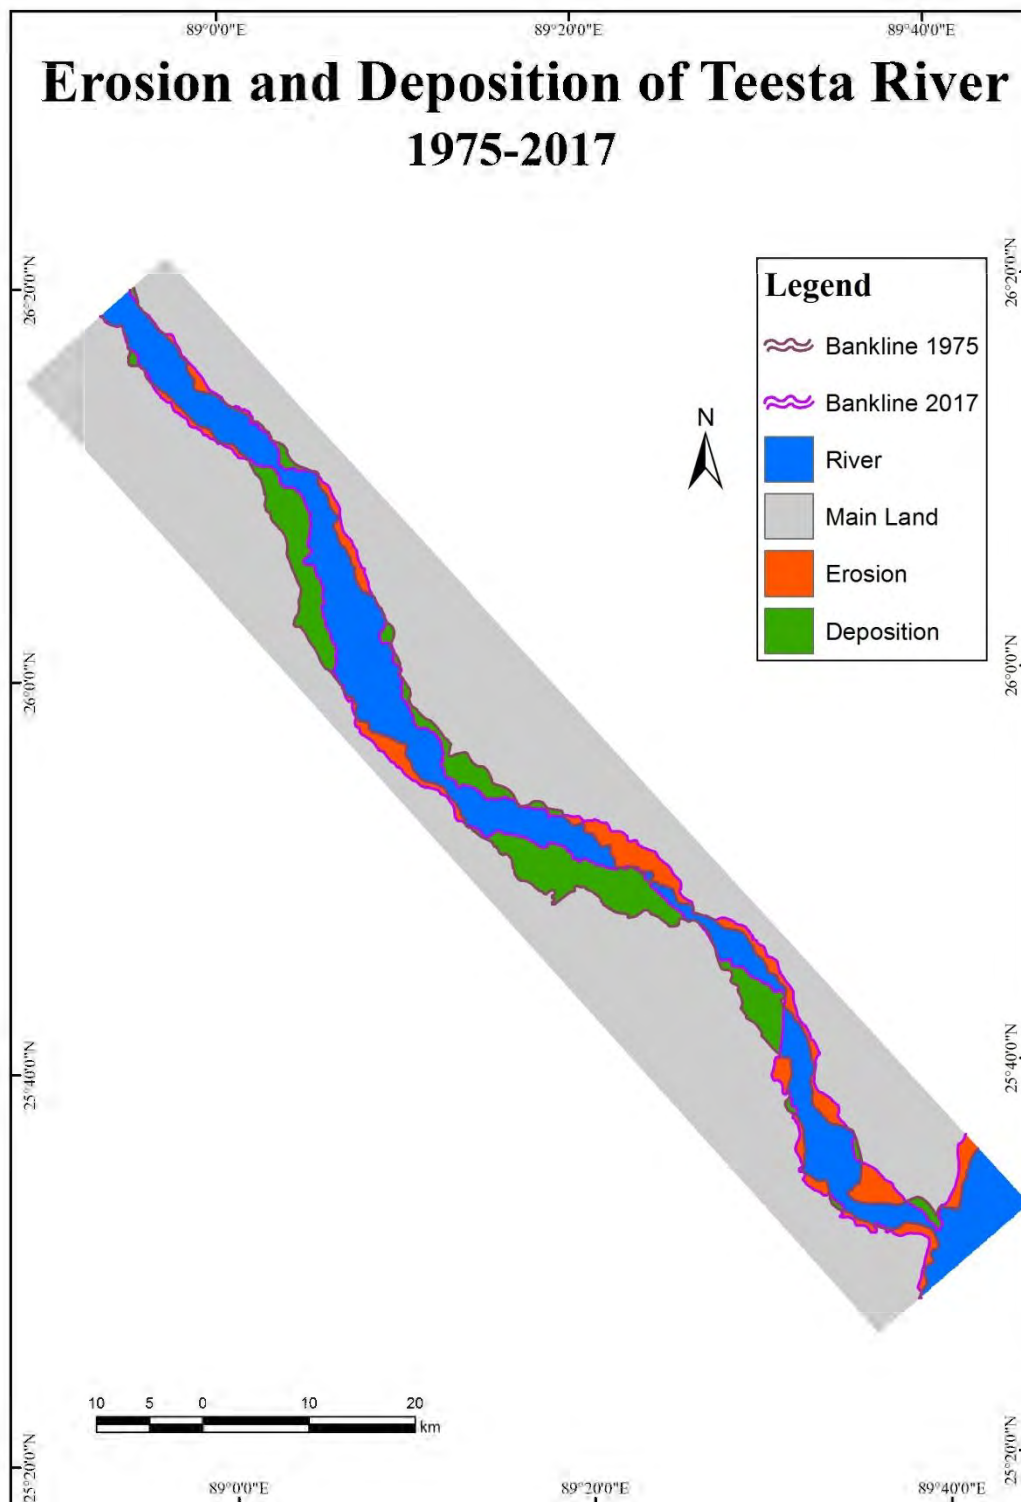 89°0'0"E 89°20'0"E 89°40'0"E
Erosion and Deposition of Teesta River
1975-2017
26°20'0"N
26°20'0"N
Legend
Bankline 1975
Bankline 2017
River
Main Land
Erosion
Deposition
N
26°0'0"N
26°0'0"N
25°40'0"N
25°40'0"N
10 5 0 10 20
km
25°20'0"N
25°20'0"N
89°0'0"E 89°20'0"E 89°40'0"E